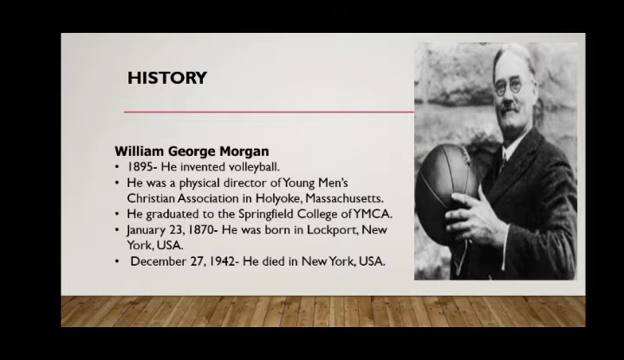 HISTORY
William George Morgan
• 1895- He invented volleyball.
• He was a physical director of Young Men's
Christian Association in Holyoke, Massachusetts.
• He graduated to the Springfield College of YMCA.
• January 23, 1870- He was born in Lockport, New
York, USA.
• December 27, 1942- He died in New York, USA.